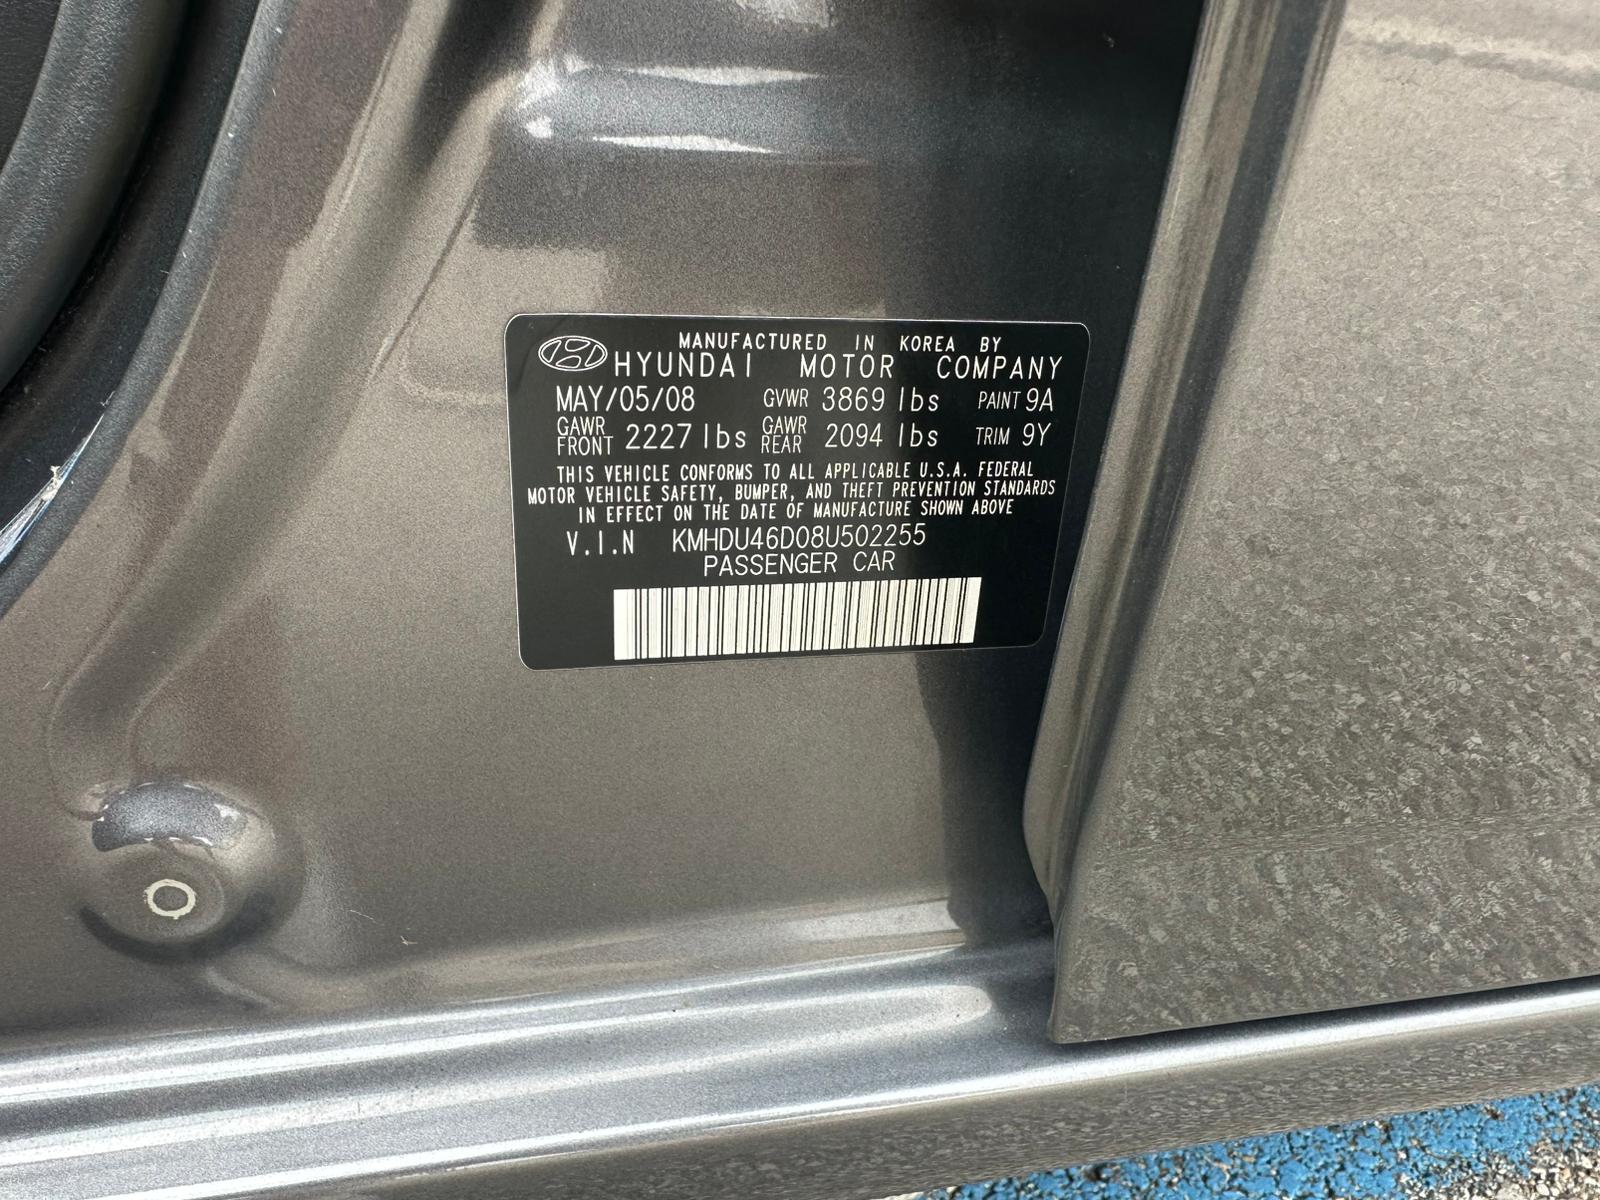 MANUFACTURED IN KOREA BY
HYUNDAI MOTOR COMPANY
MAY/05/08 GVWR 3869 lbs PAINT 9A
GAWR FRONT 2227 lbs GAWR REAR 2094 lbs TRIM 9Y
THIS VEHICLE CONFORMS TO ALL APPLICABLE U.S.A. FEDERAL
MOTOR VEHICLE SAFETY, BUMPER, AND THEFT PREVENTION STANDARDS
IN EFFECT ON THE DATE OF MANUFACTURE SHOWN ABOVE
V.I.N KMHDU46D08U502255
PASSENGER CAR